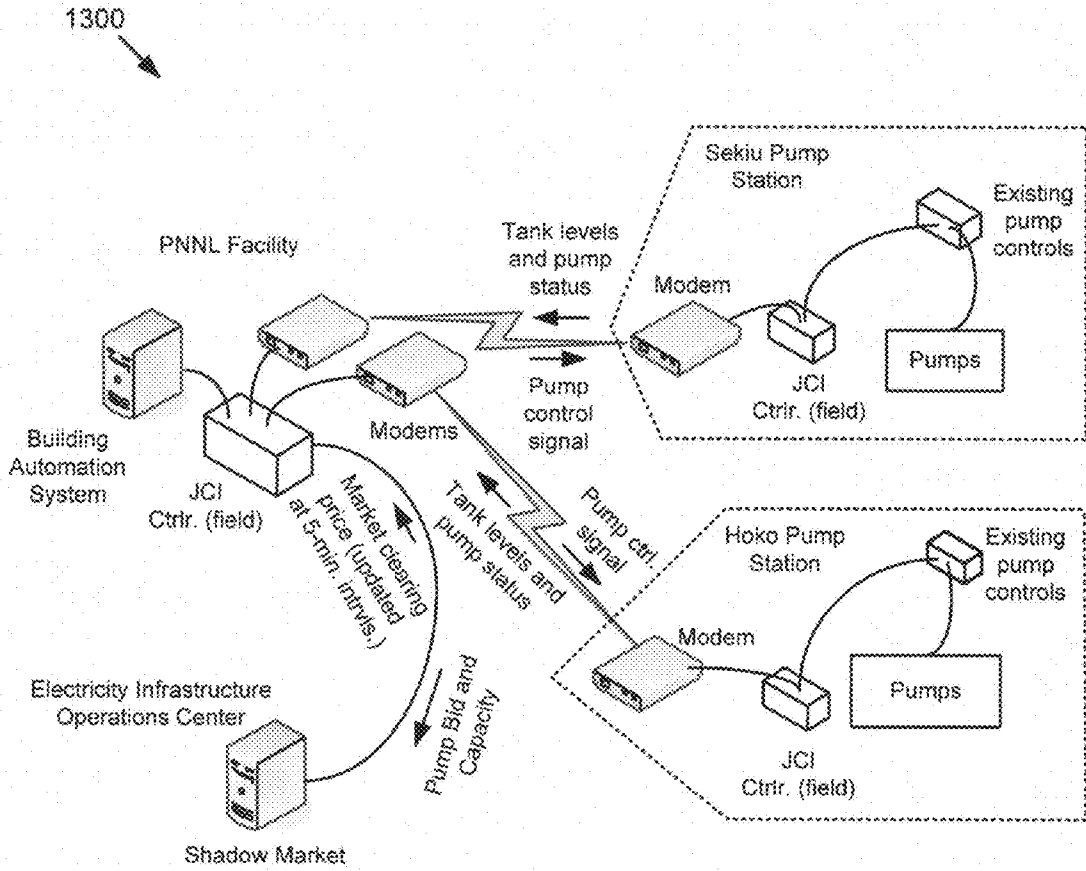 1300
PNNL Facility
Building
Automation
System
JCI
Ctrlr. (field)
Modems
Tank levels
and pump
status
Pump
control
signal
Sekiu Pump
Station
Modem
JCI
Ctrlr. (field)
Existing
pump
controls
Pumps
Market clearing
price (updated
at 5-min. intrvls.)
Tank levels and
pump status
Pump ctrl.
signal
Hoko Pump
Station
Modem
JCI
Ctrlr. (field)
Existing
pump
controls
Pumps
Electricity Infrastructure
Operations Center
Pump Bid and
Capacity
Shadow Market